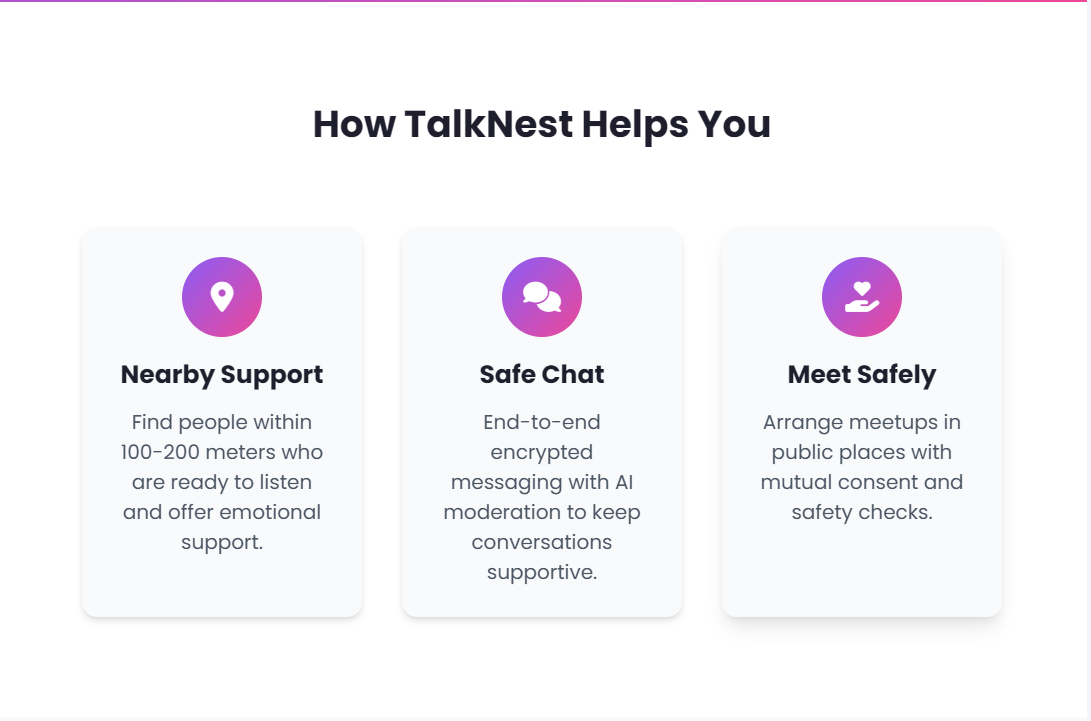 How TalkNest Helps You
Nearby Support
Find people within
100-200 meters who
are ready to listen
and offer emotional
support.
Safe Chat
End-to-end
encrypted
messaging with AI
moderation to keep
conversations
supportive.
Meet Safely
Arrange meetups in
public places with
mutual consent and
safety checks.